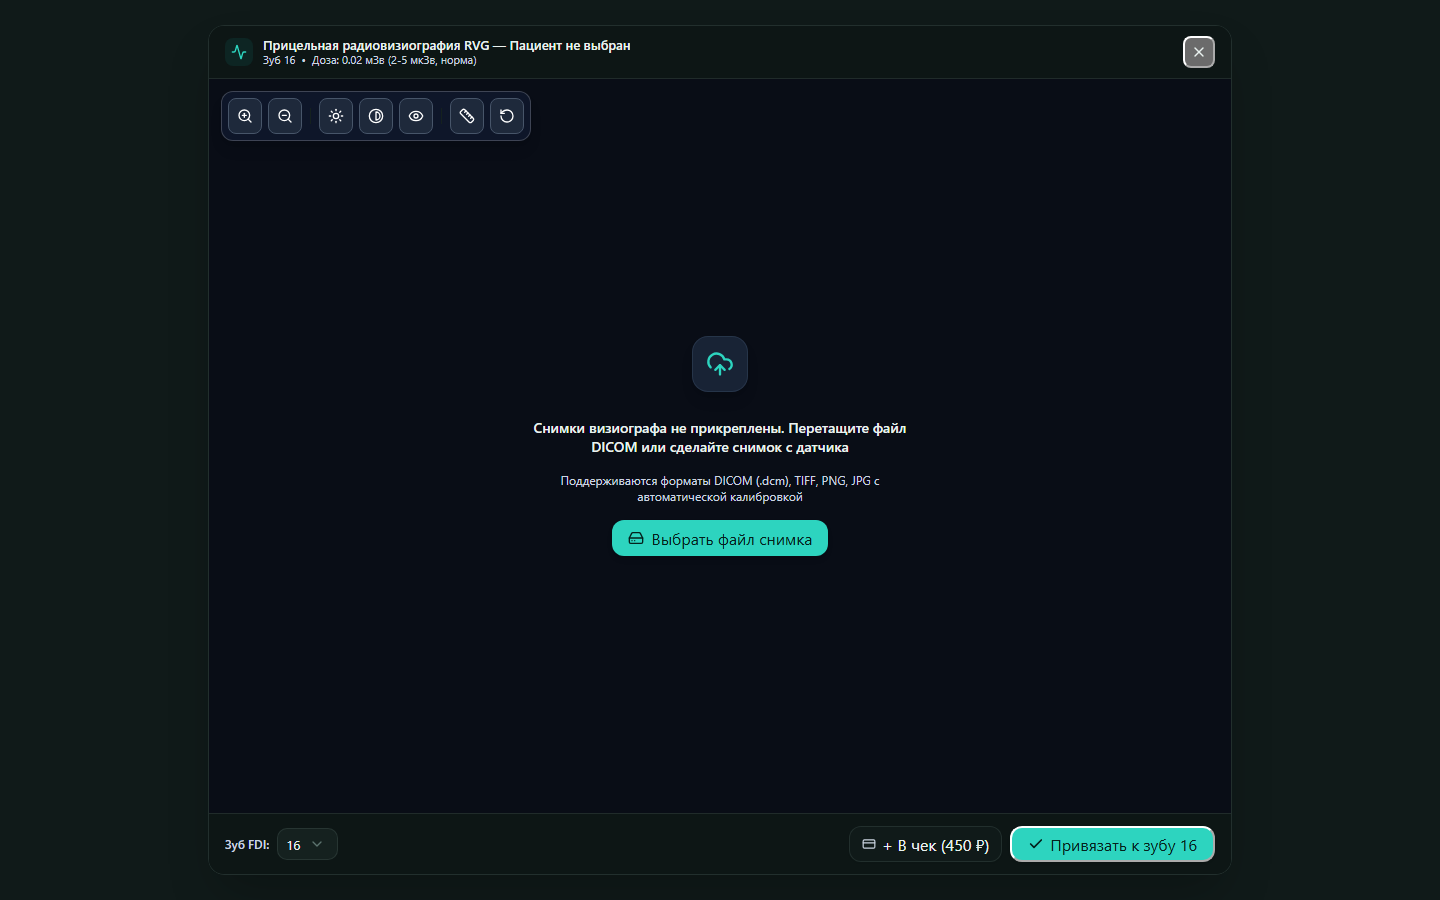 Прицельная радиовизиография RVG — Пациент не выбран
Зуб 16 • Доза: 0.02 мЗв (2-5 мкЗв, норма)
Снимки визиографа не прикреплены. Перетащите файл
DICOM или сделайте снимок с датчика
Поддерживаются форматы DICOM (.dcm), TIFF, PNG, JPG с
автоматической калибровкой
Выбрать файл снимка
Зуб FDI: 16
+ В чек (450 ₽)
Привязать к зубу 16